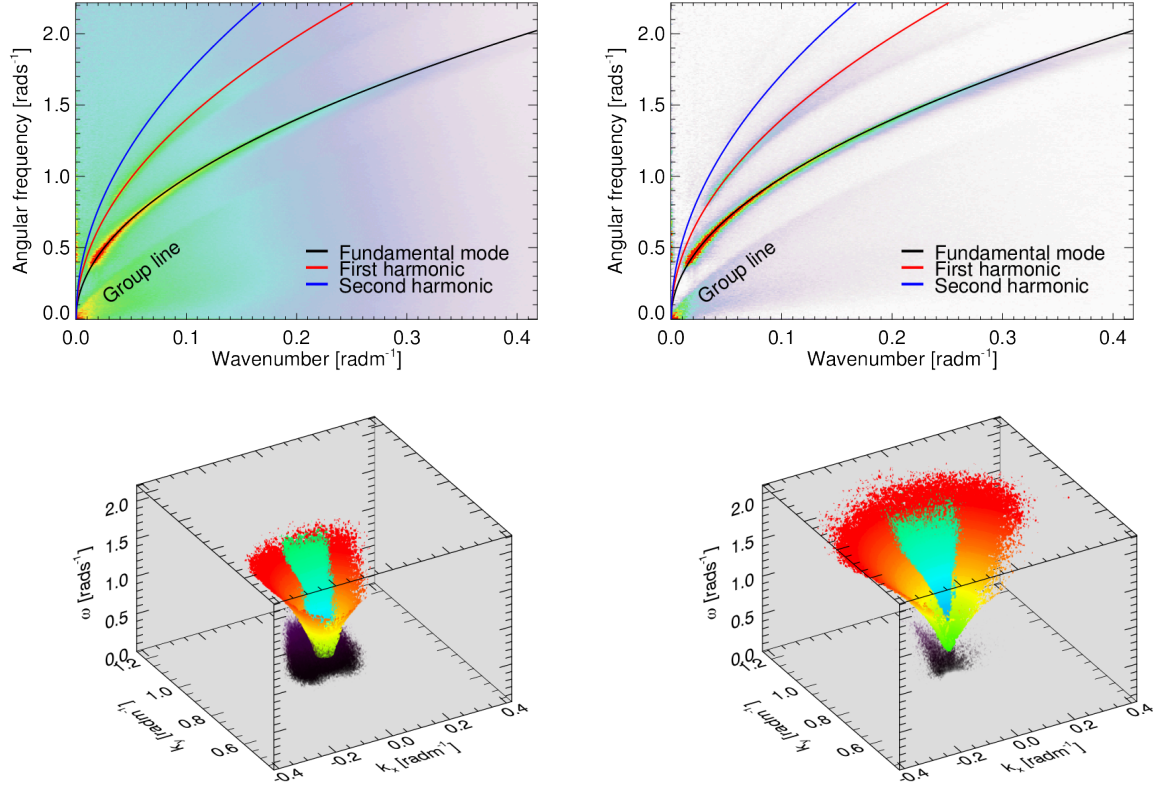 Angular frequency [rads-1]
2.0
1.5
1.0
0.5
0.0
Group line
Fundamental mode
First harmonic
Second harmonic
0.0 0.1 0.2 0.3 0.4
Wavenumber [radm-1]
Angular frequency [rads-1]
2.0
1.5
1.0
0.5
0.0
Group line
Fundamental mode
First harmonic
Second harmonic
0.0 0.1 0.2 0.3 0.4
Wavenumber [radm-1]
ω [rads-1]
2.0
1.5
1.0
0.5
0.0
1.2
1.0
0.8
0.6
ky [radm-1]
-0.4 -0.2 0.0 0.2 0.4
kx [radm-1]
ω [rads-1]
2.0
1.5
1.0
0.5
0.0
1.2
1.0
0.8
0.6
ky [radm-1]
-0.4 -0.2 0.0 0.2 0.4
kx [radm-1]